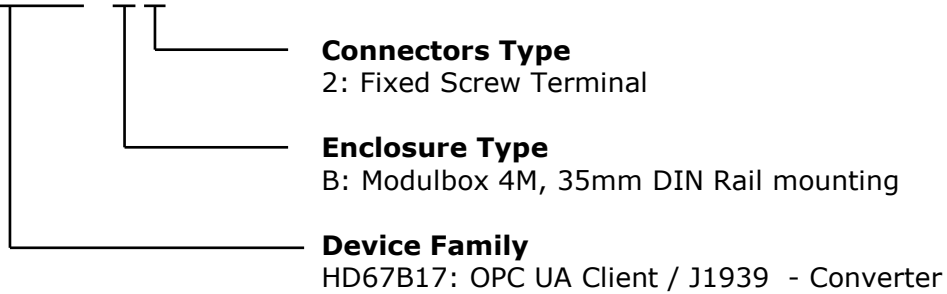 Connectors Type
2: Fixed Screw Terminal
Enclosure Type
B: Modulbox 4M, 35mm DIN Rail mounting
Device Family
HD67B17: OPC UA Client / J1939 - Converter